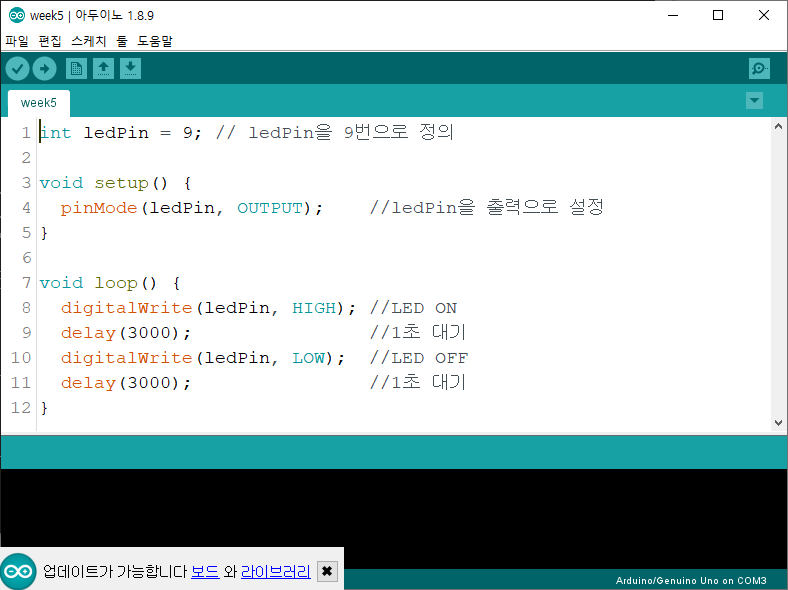 week5 | 아두이노 1.8.9
파일 편집 스케치 툴 도움말
week5
1 int ledPin = 9; // ledPin을 9번으로 정의
2
3 void setup() {
4   pinMode(ledPin, OUTPUT);    //ledPin을 출력으로 설정
5 }
6
7 void loop() {
8   digitalWrite(ledPin, HIGH); //LED ON
9   delay(3000);                //1초 대기
10   digitalWrite(ledPin, LOW);  //LED OFF
11   delay(3000);                //1초 대기
12 }
업데이트가 가능합니다 보드 와 라이브러리
Arduino/Genuino Uno on COM3